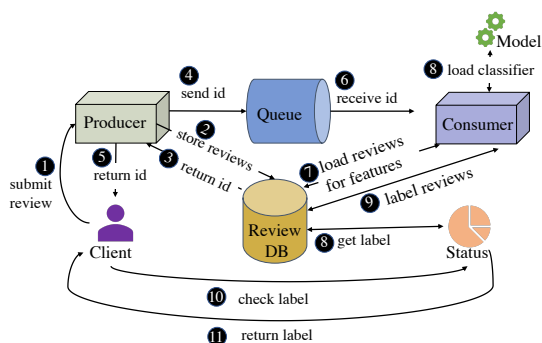 Model
4
send id
6
receive id
8
load classifier
Queue
Producer
Consumer
2
store reviews
3
return id
7
load reviews
for features
1
submit
review
5
return id
9
label reviews
Review
DB
8
get label
Client
Status
10
check label
11
return label